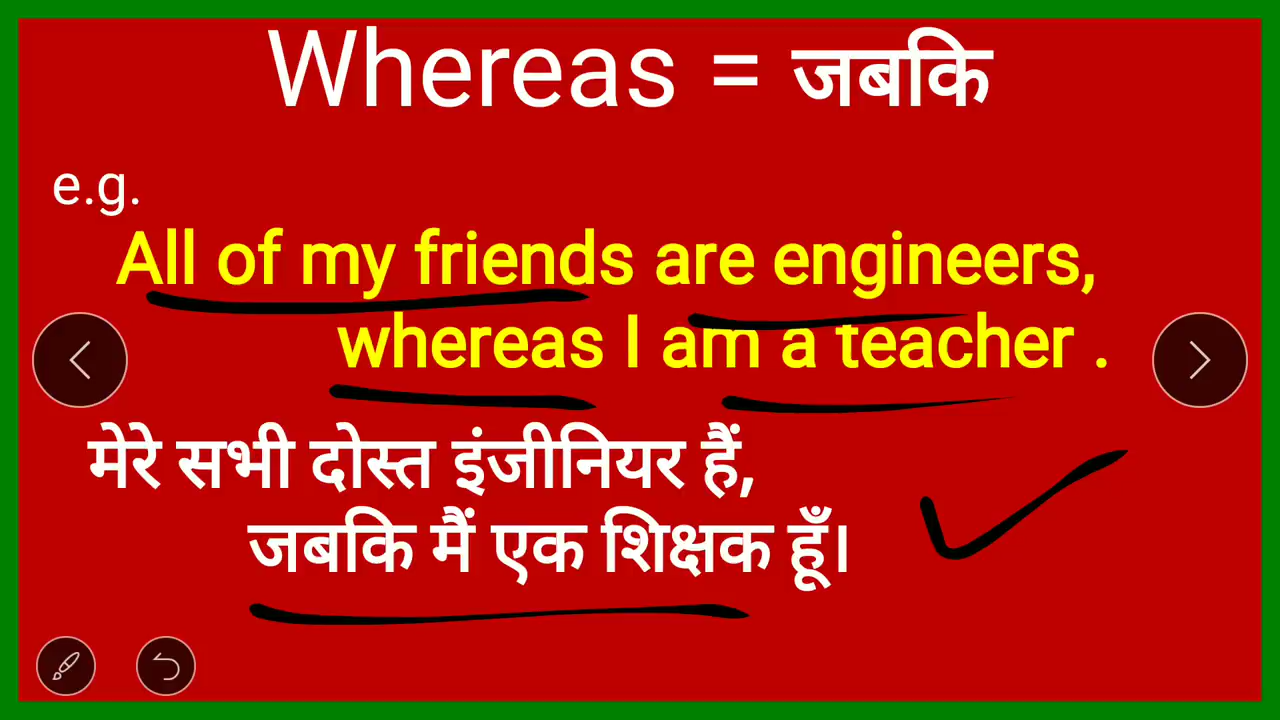 Whereas = जबकि
e.g.
All of my friends are engineers,
whereas I am a teacher .
मेरे सभी दोस्त इंजीनियर हैं,
जबकि मैं एक शिक्षक हूँ।